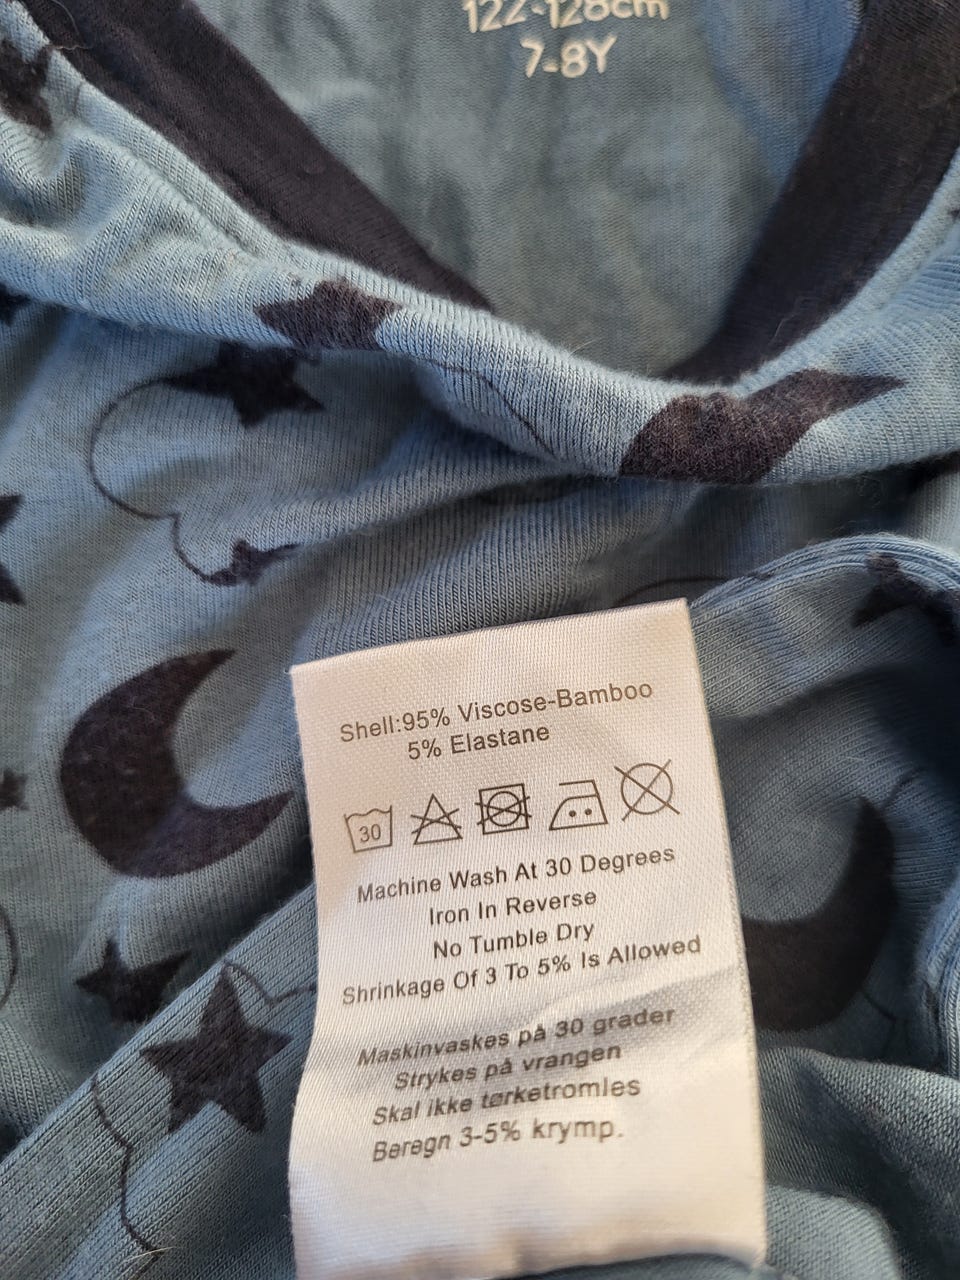 122-128cm
7-8Y
Shell:95% Viscose-Bamboo
5% Elastane
30
Machine Wash At 30 Degrees
Iron In Reverse
No Tumble Dry
Shrinkage Of 3 To 5% Is Allowed
Maskinvaskes på 30 grader
Strykes på vrangen
Skal ikke tørketromles
Beregn 3-5% krymp.